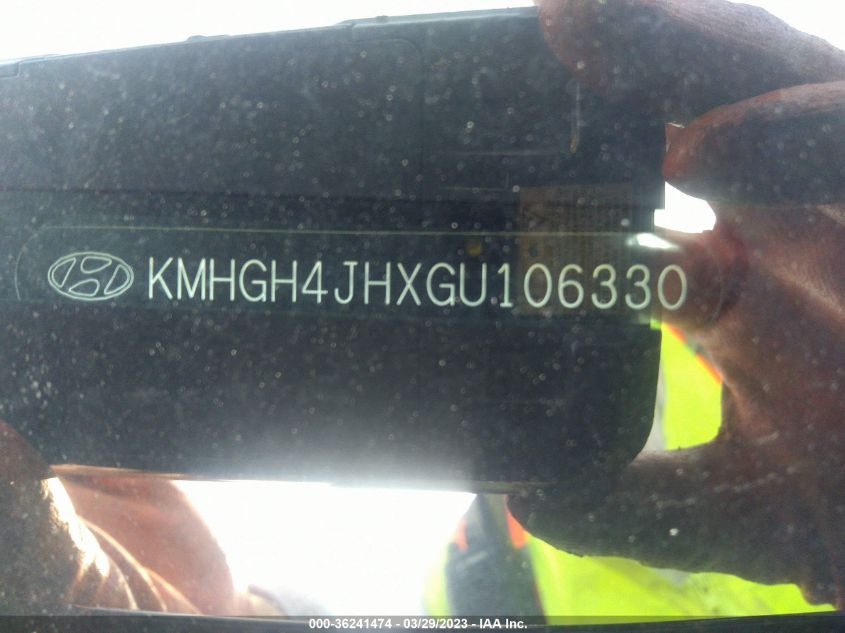 KMHGH4JHXGU106330
000-36241474 - 03/29/2023 - IAA Inc.